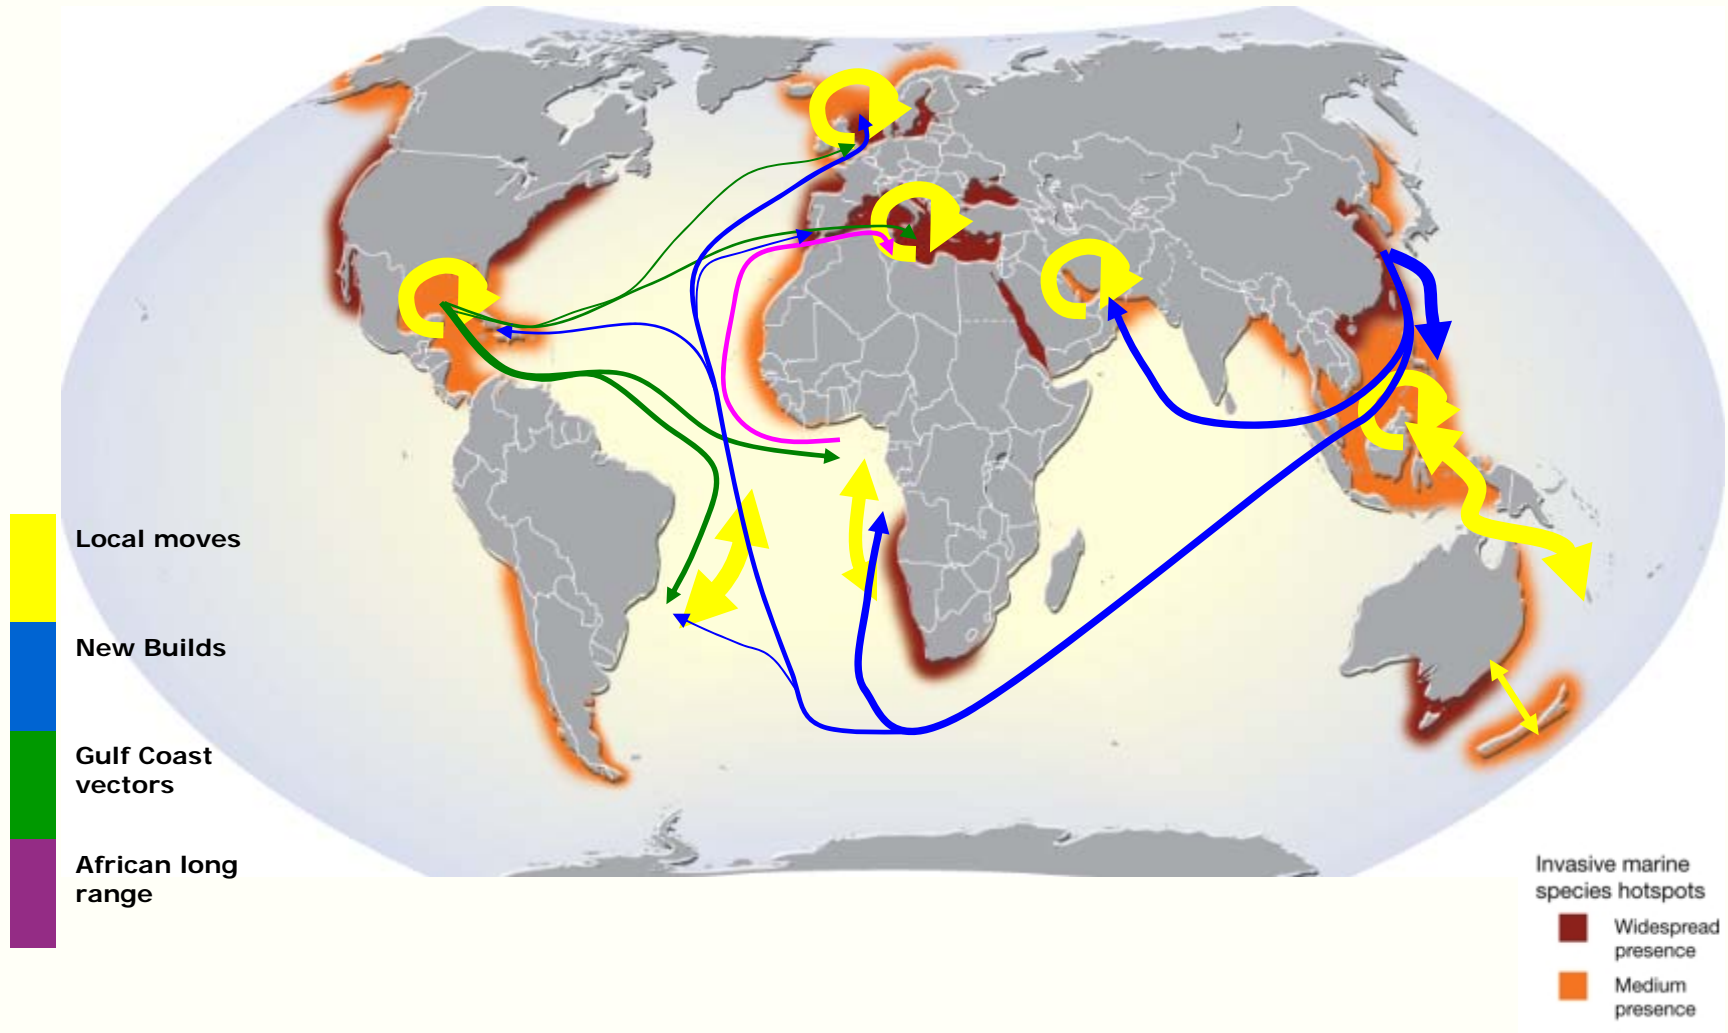 Local moves
New Builds
Gulf Coast
vectors
African long
range
Invasive marine
species hotspots
Widespread
presence
Medium
presence